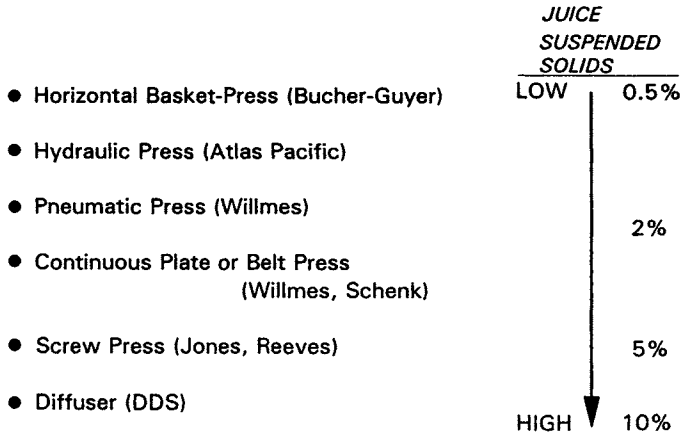 JUICE
SUSPENDED
SOLIDS
● Horizontal Basket-Press (Bucher-Guyer) LOW 0.5%
● Hydraulic Press (Atlas Pacific)
● Pneumatic Press (Willmes)
2%
● Continuous Plate or Belt Press
(Willmes, Schenk)
● Screw Press (Jones, Reeves) 5%
● Diffuser (DDS)
HIGH 10%